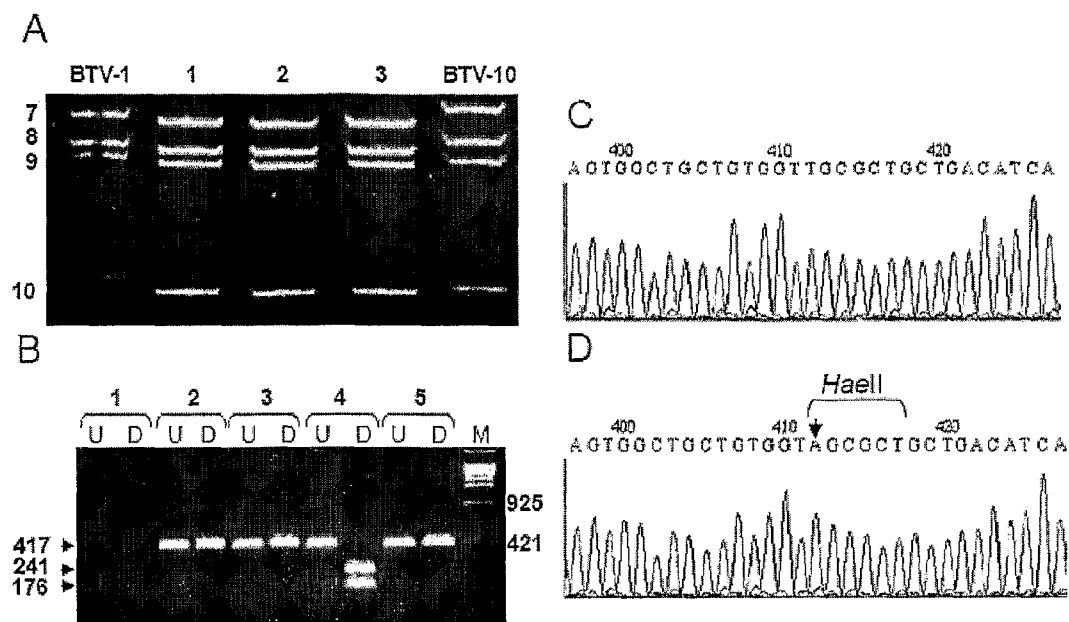 A
BTV-1 1 2 3 BTV-10
7
8
9
10
B
1 2 3 4 5
U D U D U D U D U D M
925
417 421
241
176
C
400 410 420
AGTGGCTGCTGTGGTTGCGCTGCTGACATCA
D
HaeII
400 410 420
AGTGGCTGCTGTGGTAGCGCTGCTGACATCA